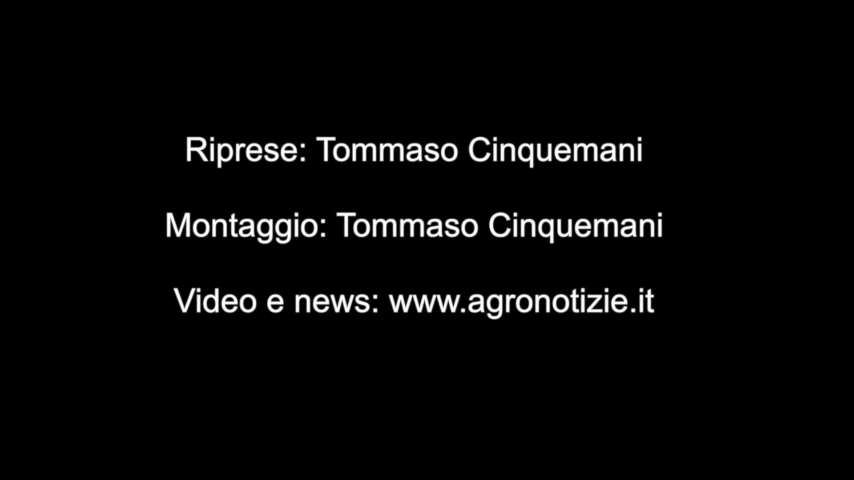 Riprese: Tommaso Cinquemani
Montaggio: Tommaso Cinquemani
Video e news: www.agronotizie.it